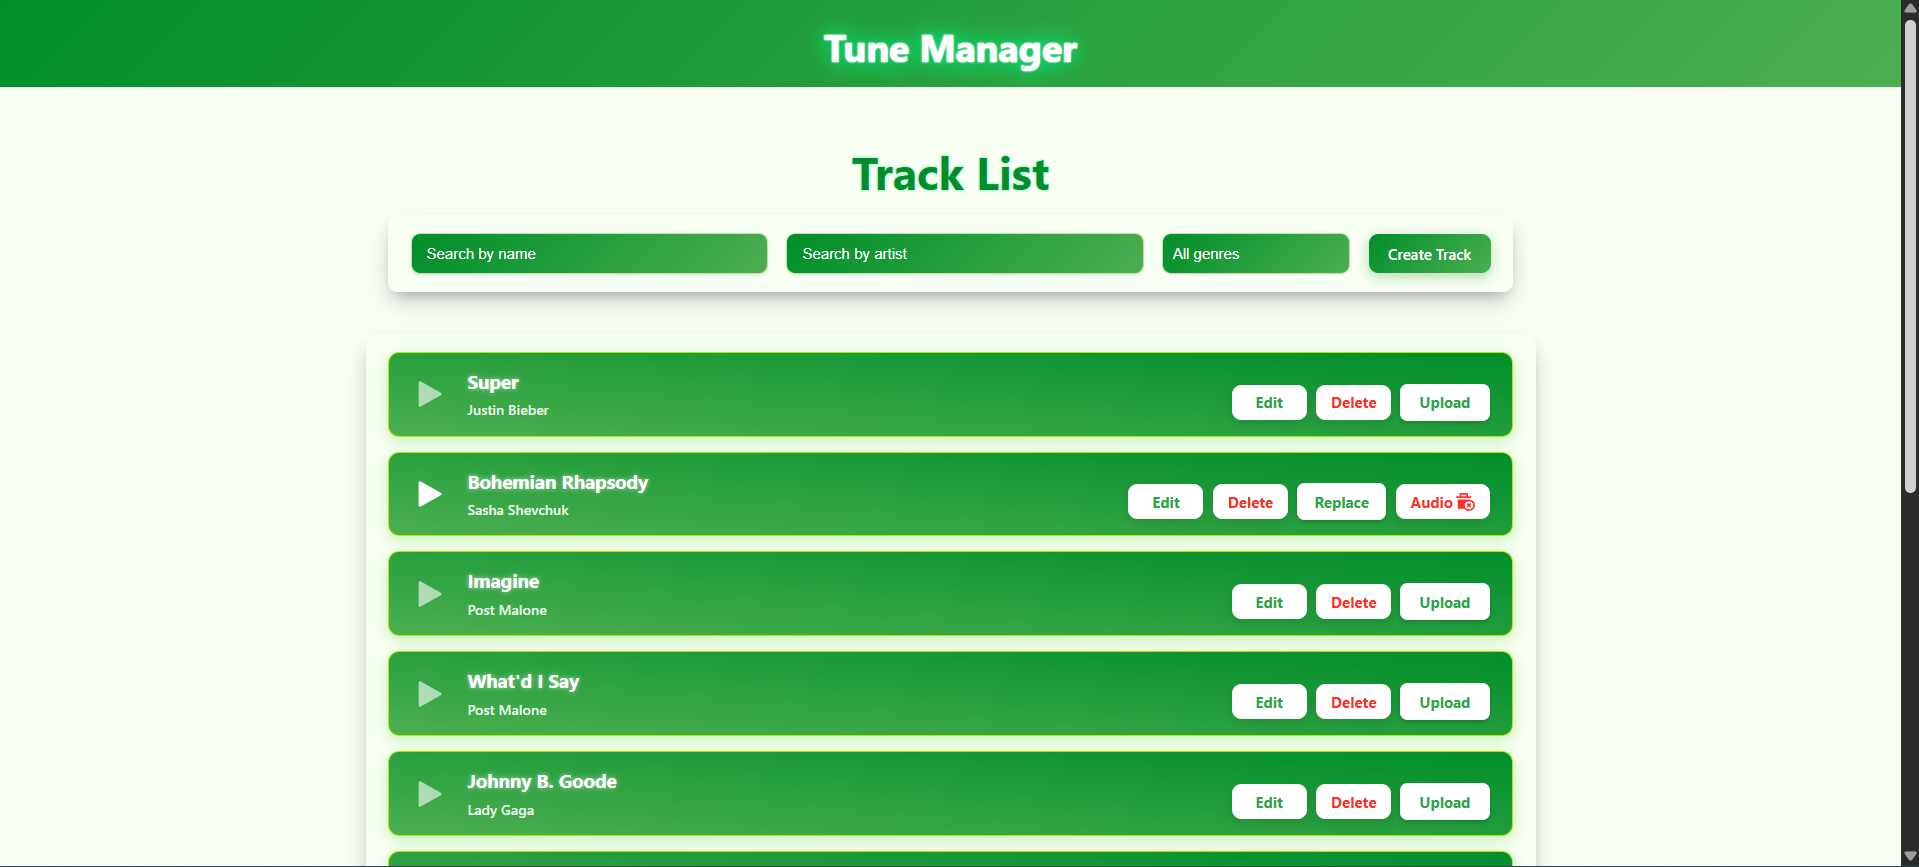 Tune Manager
Track List
Search by name
Search by artist
All genres
Create Track
Super
Justin Bieber
Edit
Delete
Upload
Bohemian Rhapsody
Sasha Shevchuk
Edit
Delete
Replace
Audio
Imagine
Post Malone
Edit
Delete
Upload
What'd I Say
Post Malone
Edit
Delete
Upload
Johnny B. Goode
Lady Gaga
Edit
Delete
Upload